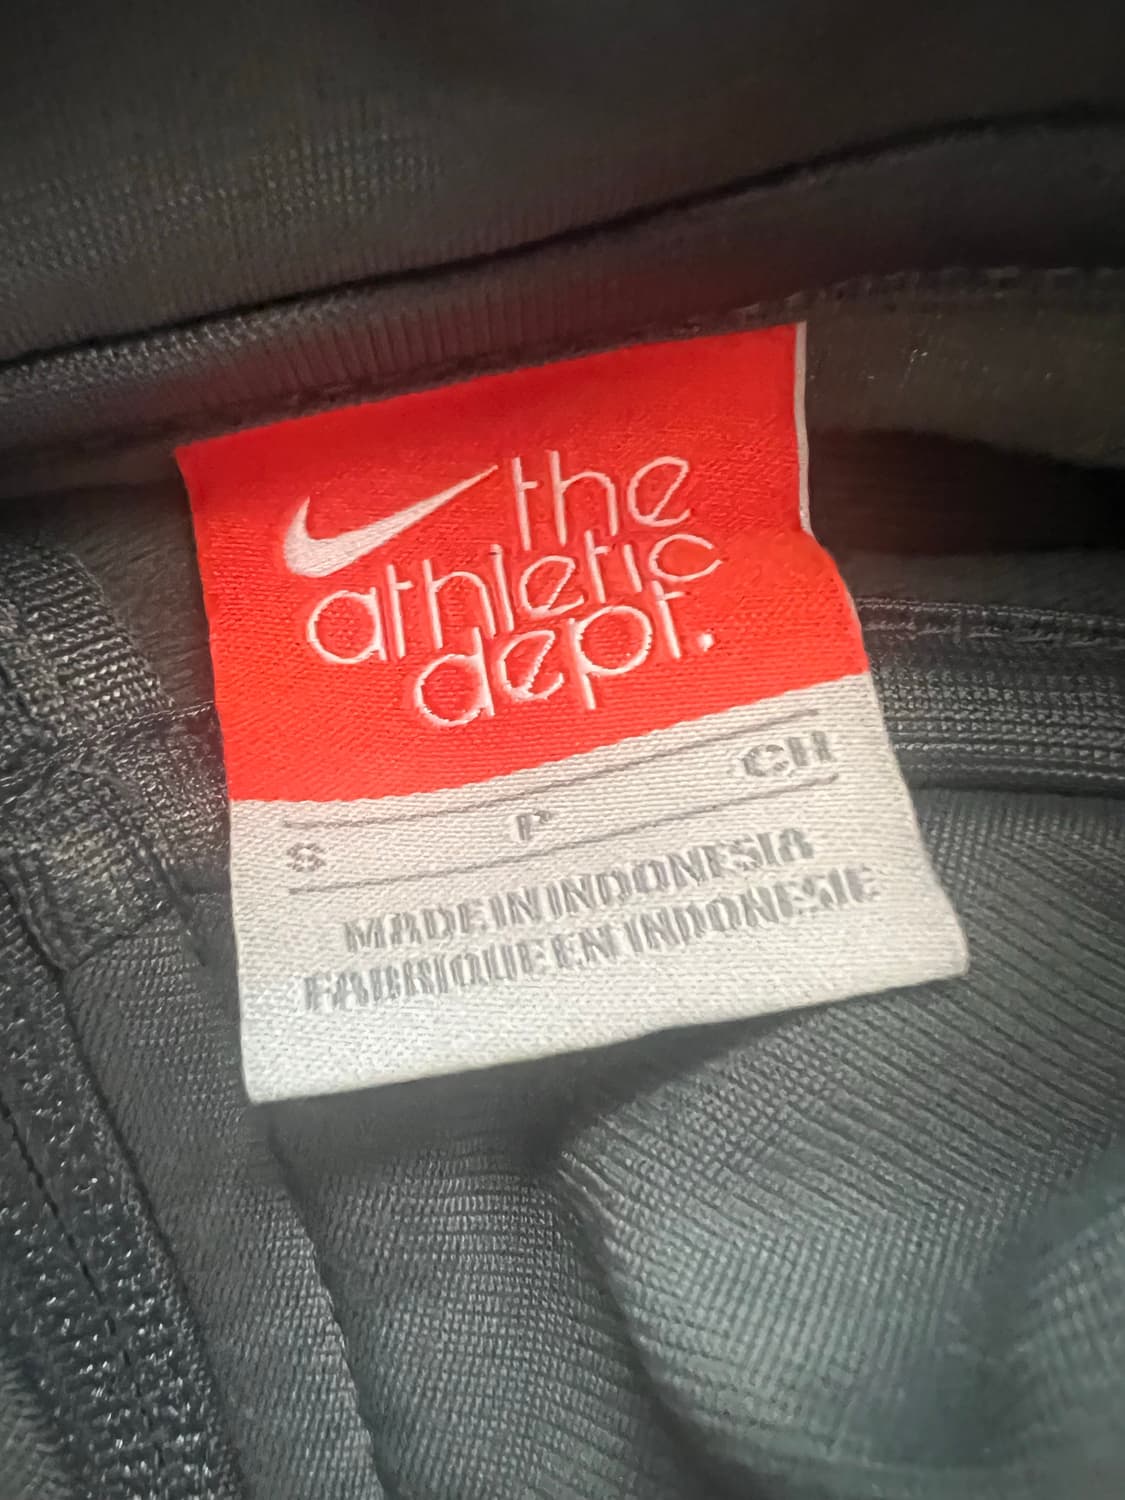 the
athletic
dept.
S P CH
MADE IN INDONESIA
FABRIQUE EN INDONESIE